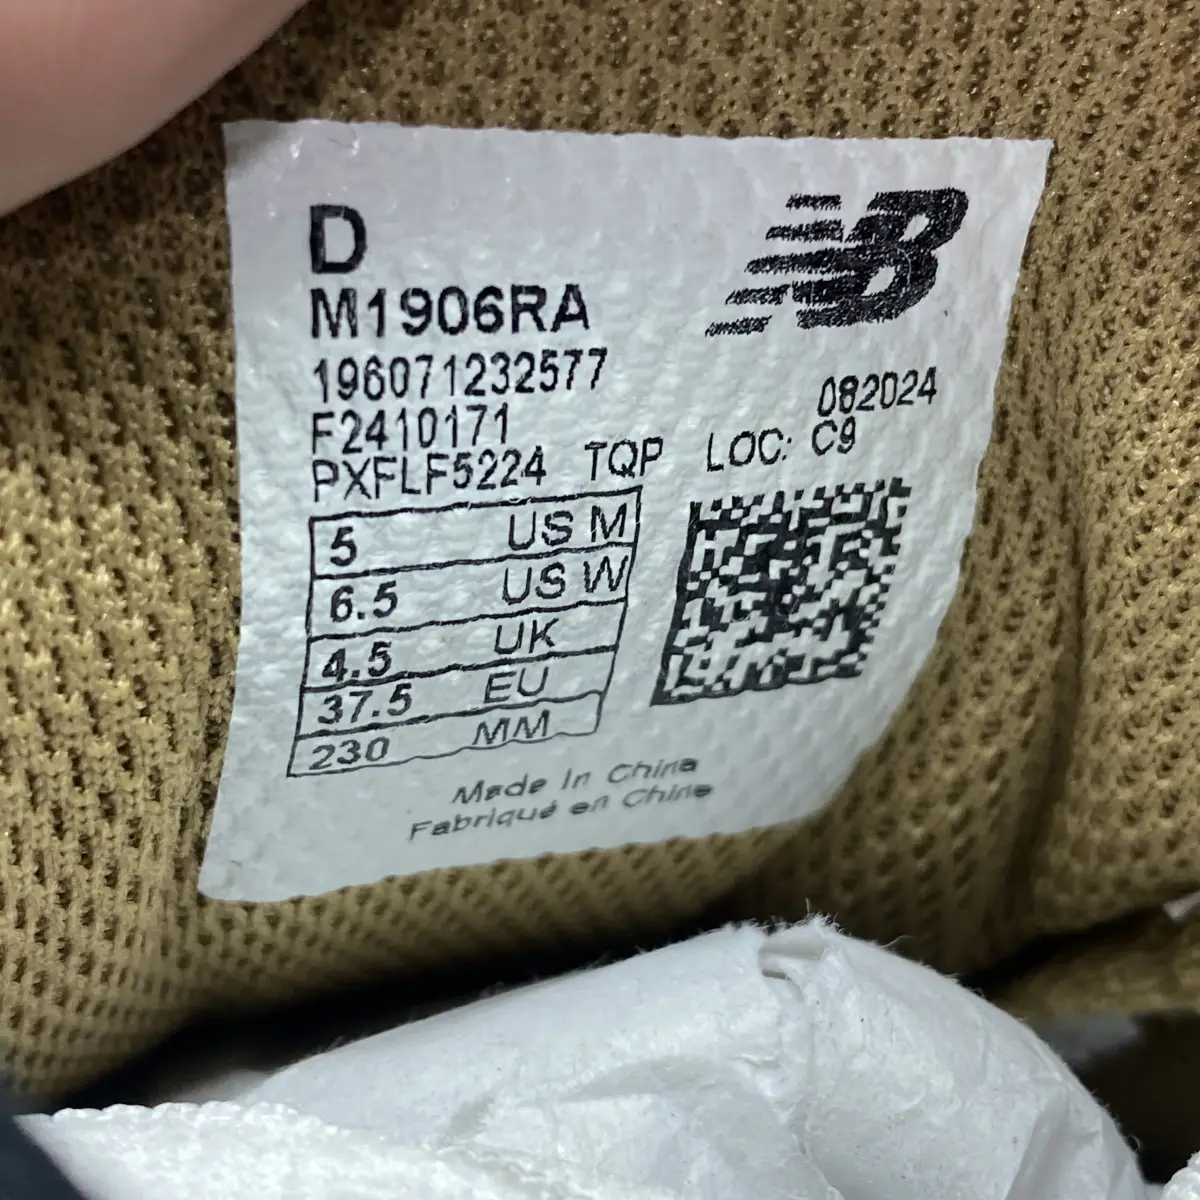 D
NB
M1906RA
196071232577
082024
F2410171
PXFLF5224 TQP LOC: C9
5 US M
6.5 US W
4.5 UK
37.5 EU
230 MM
Made In China
Fabriqué en Chine